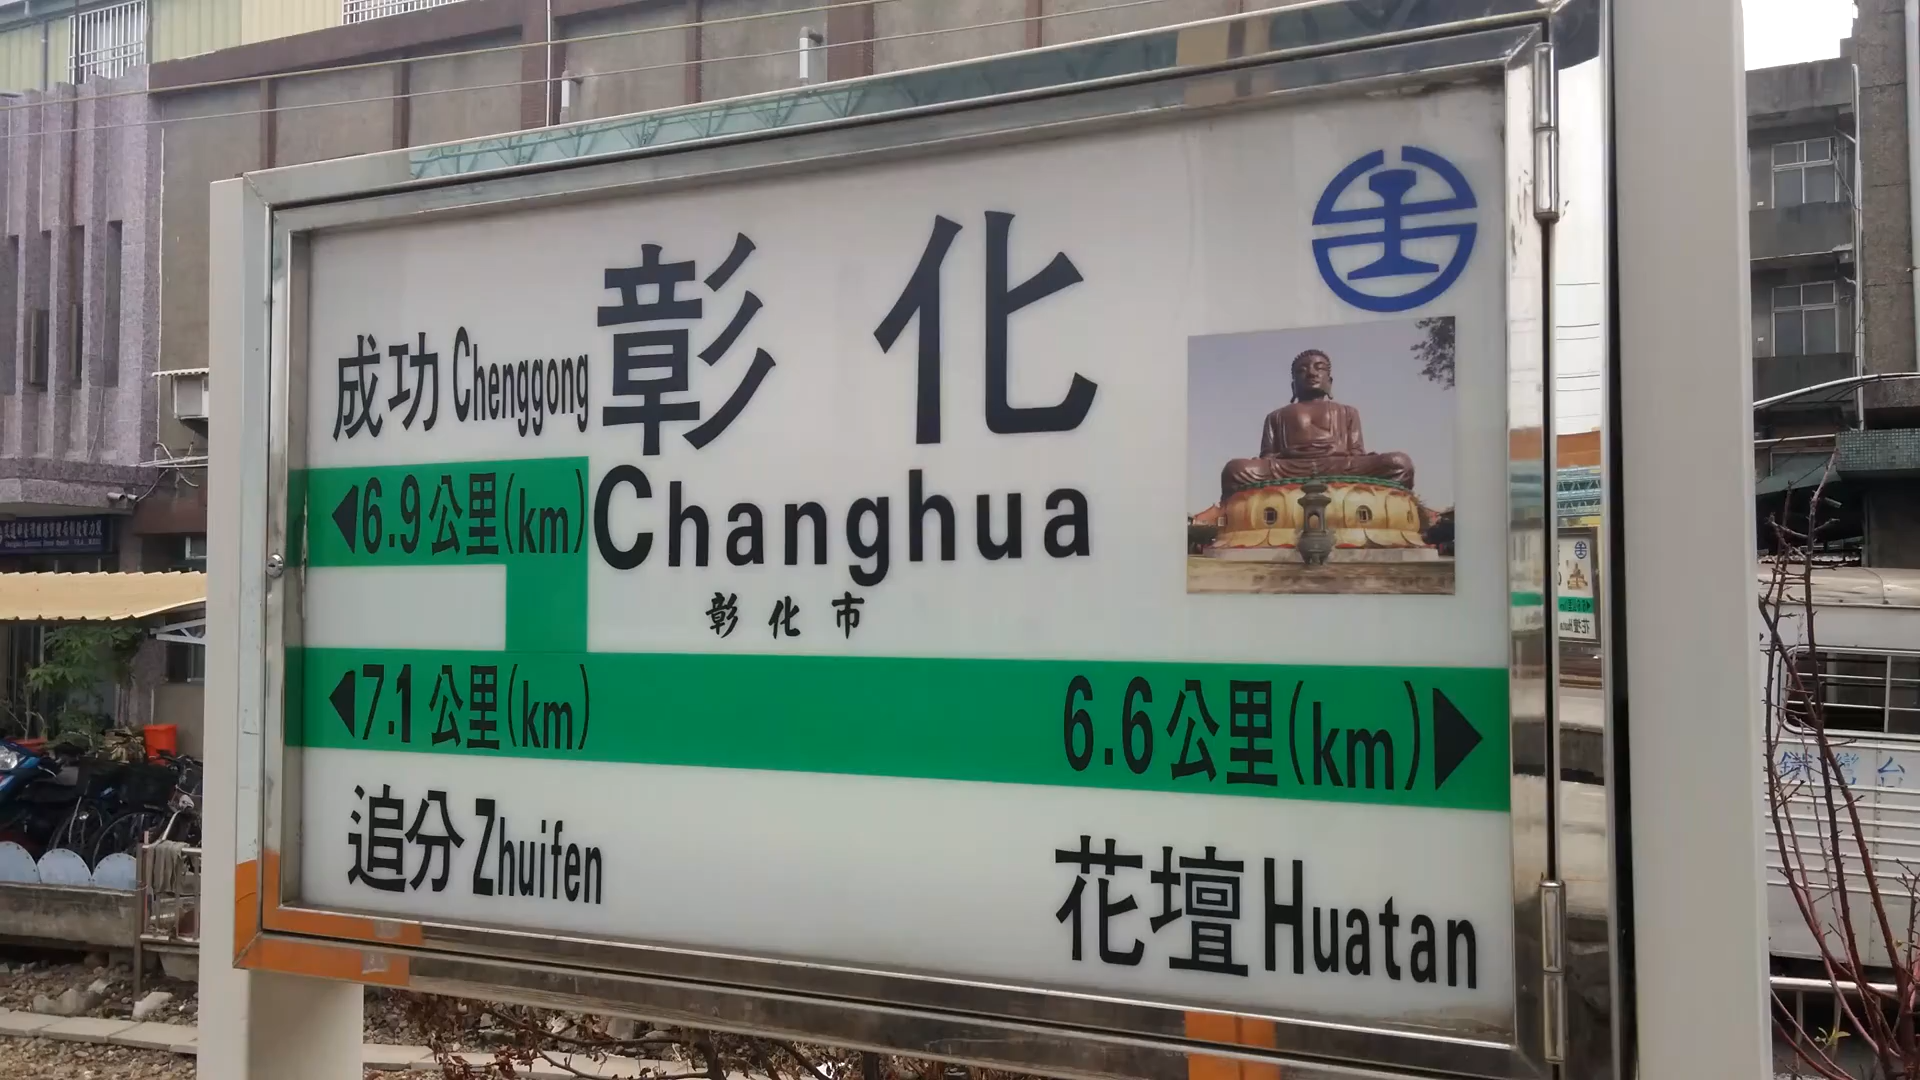 彰化
成功 Chenggong
◀6.9公里(km)
Changhua
彰化市
◀7.1公里(km)
6.6公里(km)▶
追分 Zhuifen
花壇 Huatan